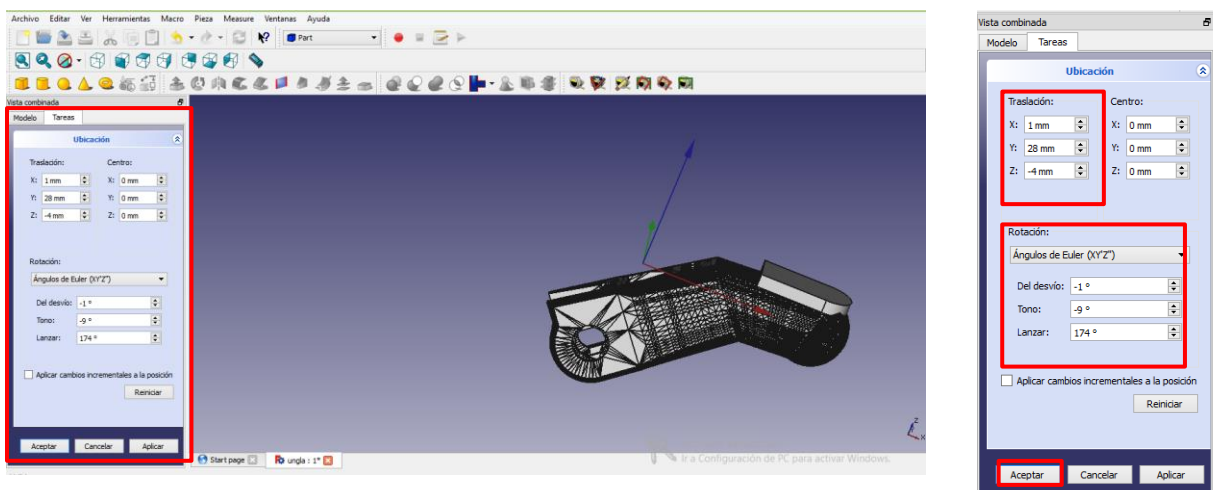 Archivo Editar Ver Herramientas Macro Pieza Measure Ventanas Ayuda
Part
Vista combinada
Modelo Tareas
Ubicación
Traslación: Centro:
X: 1 mm X: 0 mm
Y: 28 mm Y: 0 mm
Z: -4 mm Z: 0 mm
Rotación:
Ángulos de Euler (XY'Z")
Del desvío: -1 °
Tono: -9 °
Lanzar: 174 °
Aplicar cambios incrementales a la posición
Reiniciar
Aceptar Cancelar Aplicar
Z
X
Ir a Configuración de PC para activar Windows.
Start page ungla : 1*
Vista combinada
Modelo Tareas
Ubicación
Traslación: Centro:
X: 1 mm X: 0 mm
Y: 28 mm Y: 0 mm
Z: -4 mm Z: 0 mm
Rotación:
Ángulos de Euler (XY'Z")
Del desvío: -1 °
Tono: -9 °
Lanzar: 174 °
Aplicar cambios incrementales a la posición
Reiniciar
Aceptar Cancelar Aplicar